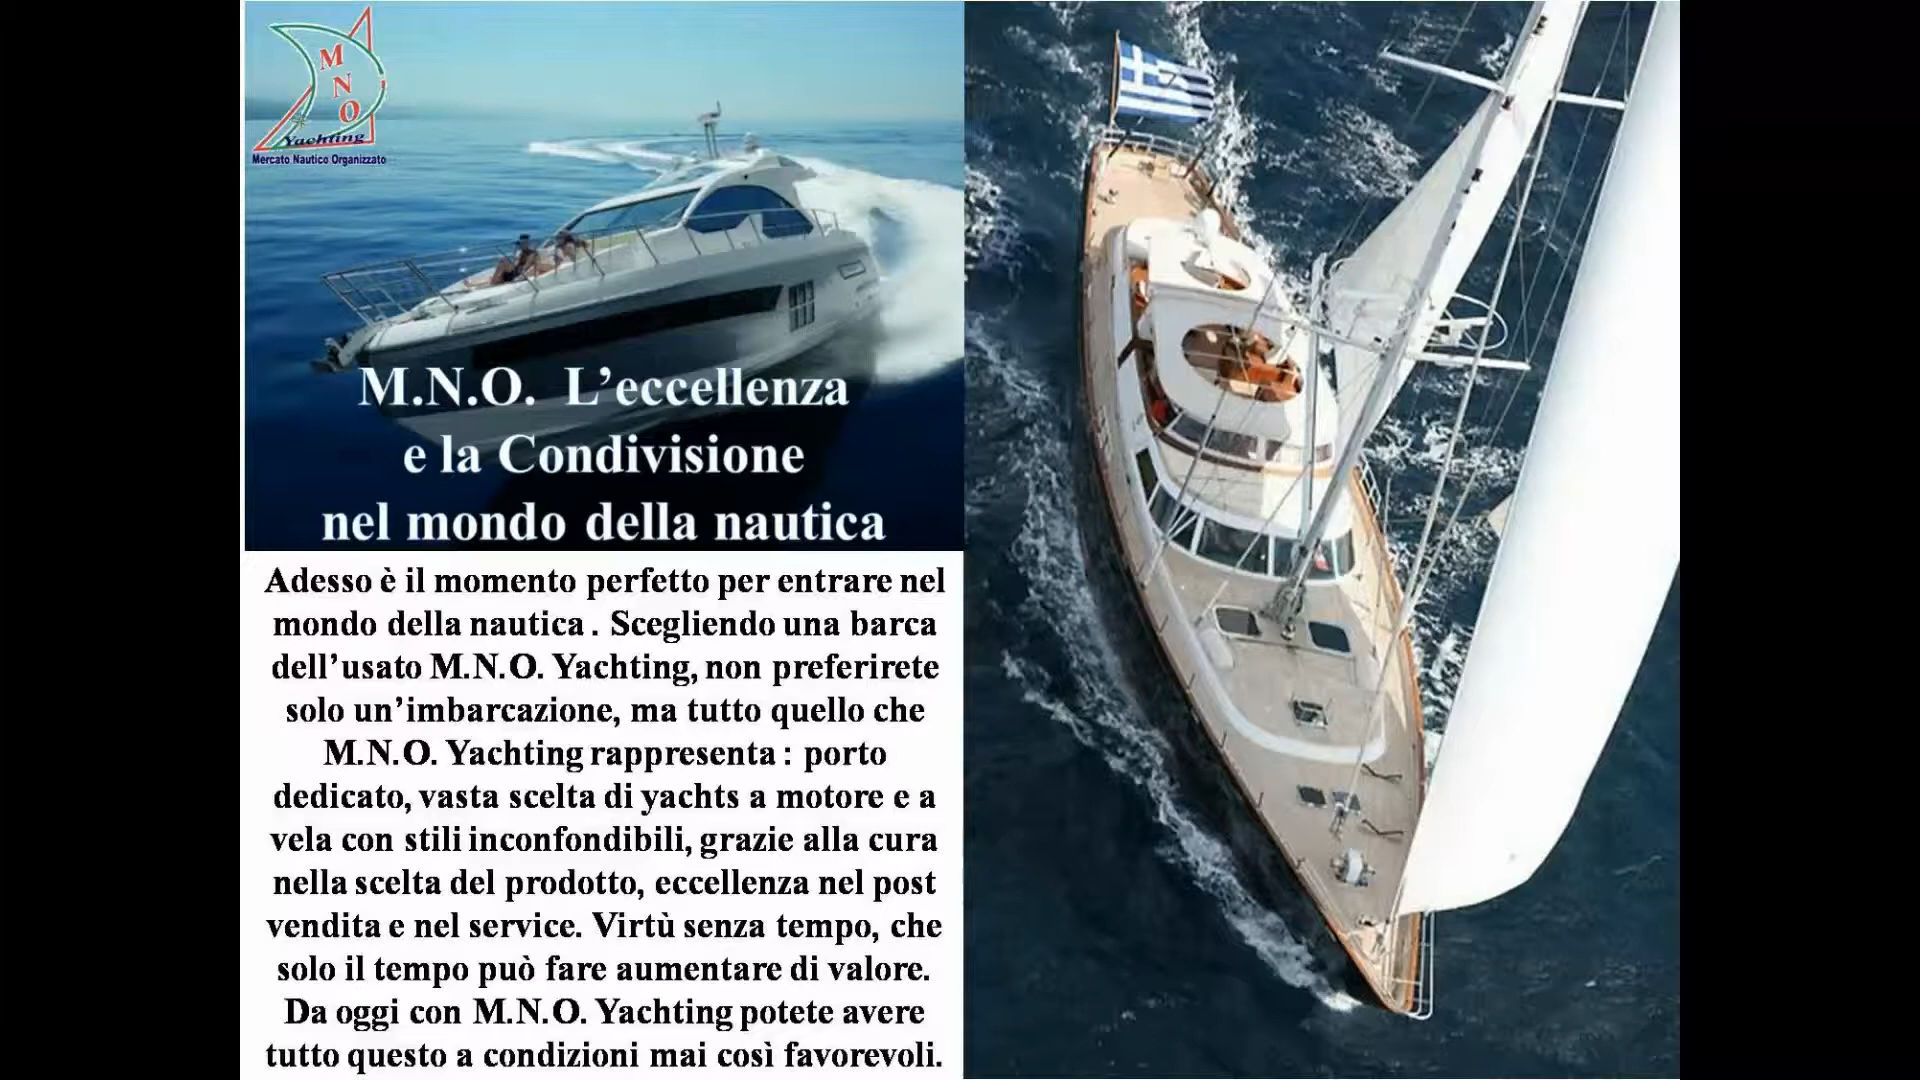 M
N
O
Yachting
Mercato Nautico Organizzato
M.N.O. L’eccellenza
e la Condivisione
nel mondo della nautica
Adesso è il momento perfetto per entrare nel
mondo della nautica . Scegliendo una barca
dell’usato M.N.O. Yachting, non preferirete
solo un’imbarcazione, ma tutto quello che
M.N.O. Yachting rappresenta : porto
dedicato, vasta scelta di yachts a motore e a
vela con stili inconfondibili, grazie alla cura
nella scelta del prodotto, eccellenza nel post
vendita e nel service. Virtù senza tempo, che
solo il tempo può fare aumentare di valore.
Da oggi con M.N.O. Yachting potete avere
tutto questo a condizioni mai così favorevoli.